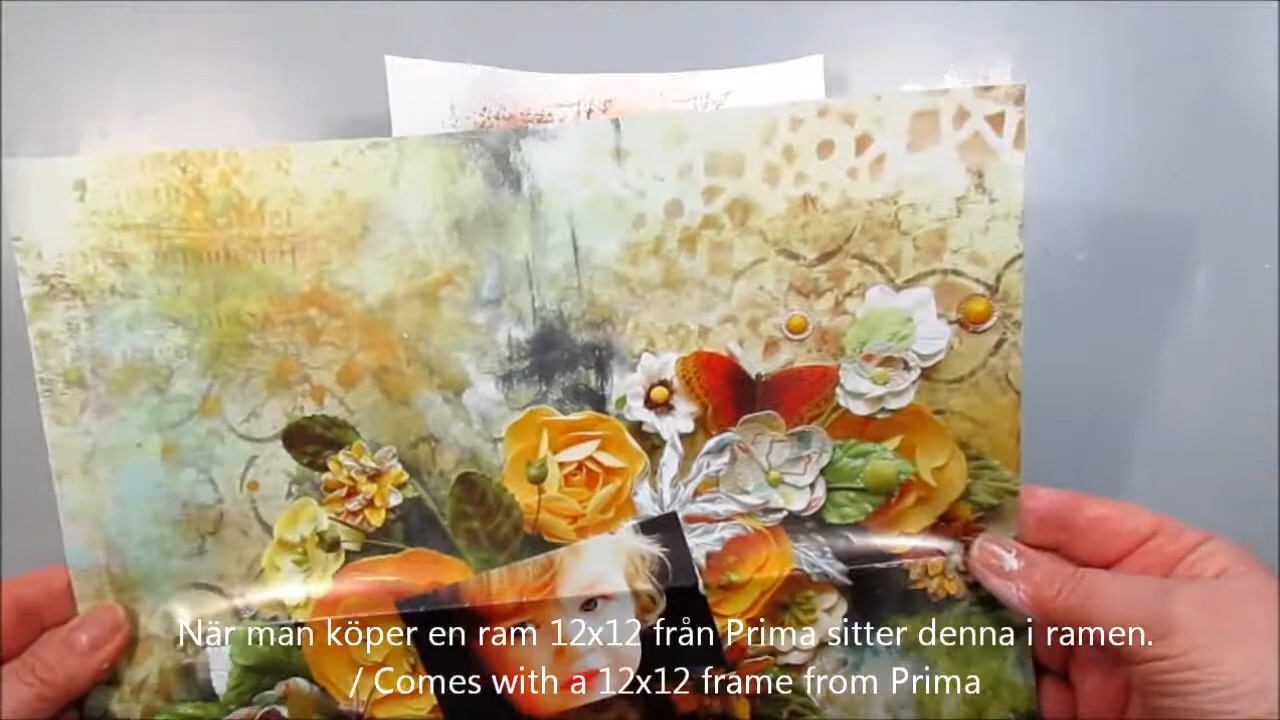 När man köper en ram 12x12 från Prima sitter denna i ramen.
/ Comes with a 12x12 frame from Prima